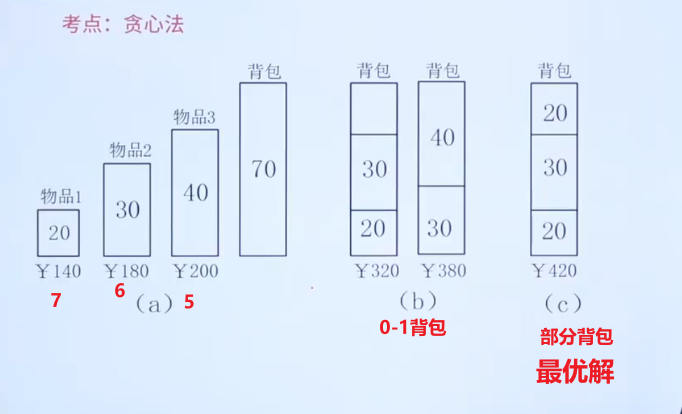 考点：贪心法
背包 背包 背包 背包
物品3
物品2
物品1
20 30 40 70
30 20
40 30
20 30 20
￥140 ￥180 ￥200 ￥320 ￥380 ￥420
7 6 5
(a) (b) (c)
0-1背包
部分背包
最优解